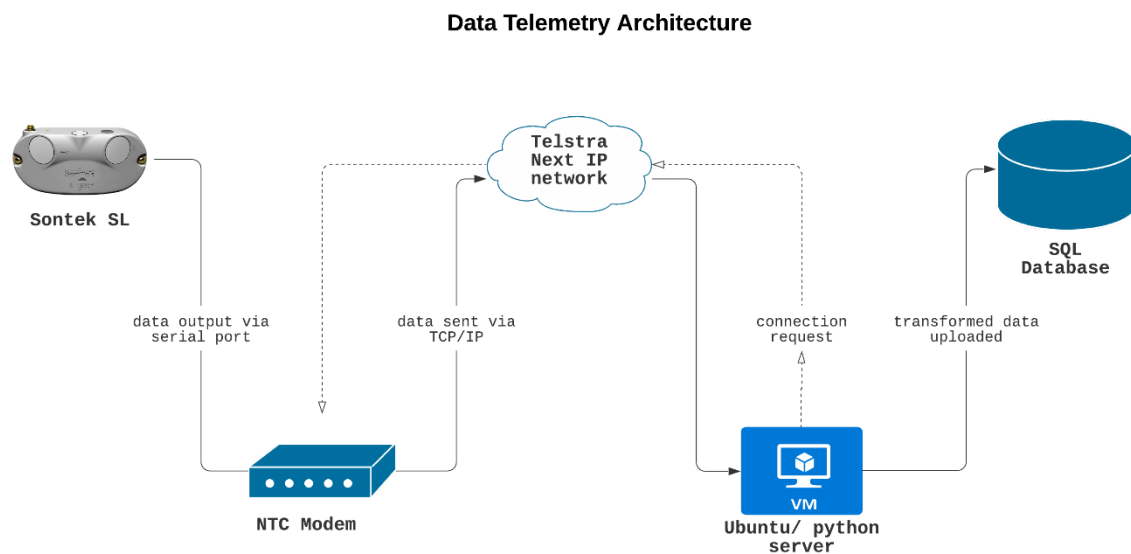 Data Telemetry Architecture
Telstra
Next IP
network
Sontek SL
SQL
Database
data output via
serial port
data sent via
TCP/IP
connection
request
transformed data
uploaded
VM
NTC Modem
Ubuntu/ python
server